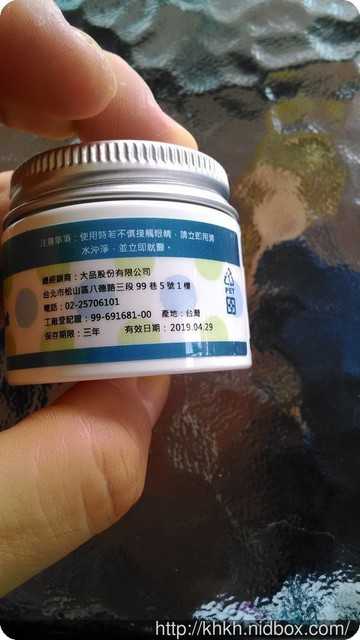 注意事項：使用時若不慎接觸眼睛，請立即用清
水沖淨，並立即就醫。
總經銷商：大品股份有限公司
台北市松山區八德路三段99巷5號1樓
電話：02-25706101
工廠登記證：99-691681-00 產地：台灣
保存期限：三年 有效日期：2019.04.29
PET
http://khkh.nidbox.com/